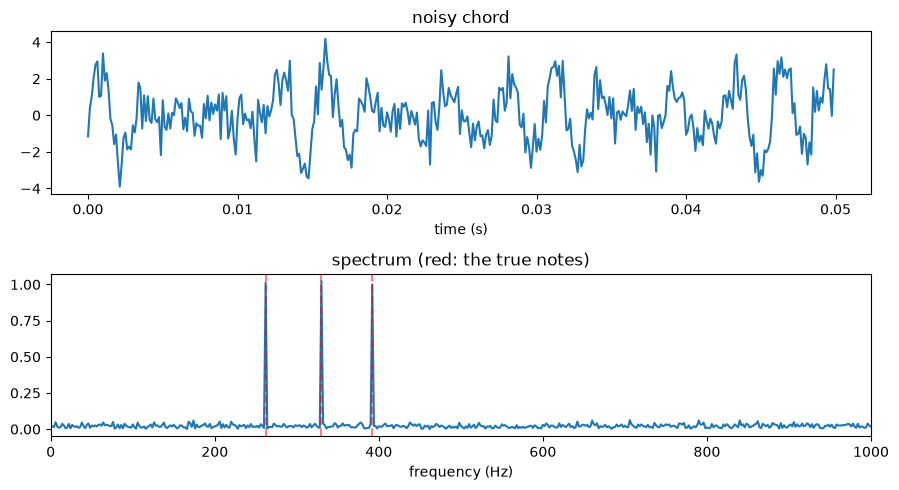 noisy chord
4
2
0
−2
−4
0.00 0.01 0.02 0.03 0.04 0.05
time (s)
spectrum (red: the true notes)
1.00
0.75
0.50
0.25
0.00
0 200 400 600 800 1000
frequency (Hz)